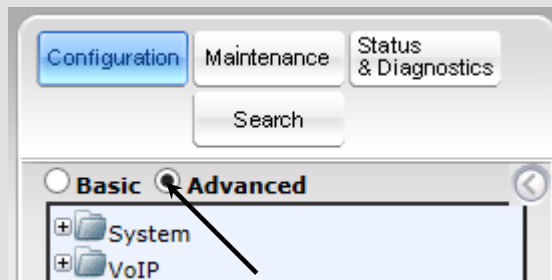 Configuration
Maintenance
Status
& Diagnostics
Search
Basic
Advanced
System
VoIP